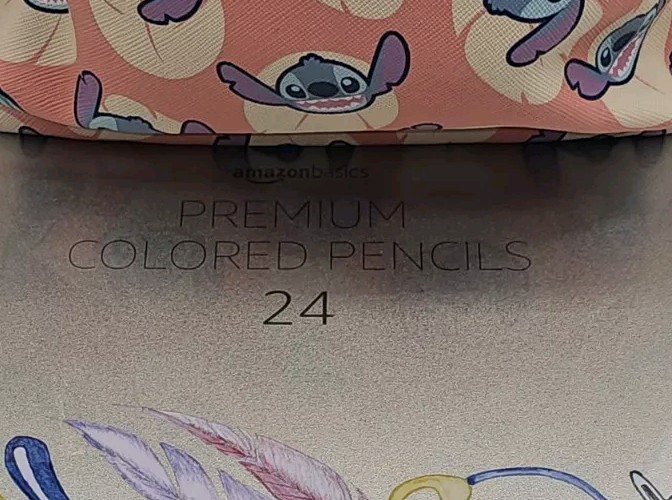 amazonbasics
PREMIUM
COLORED PENCILS
24